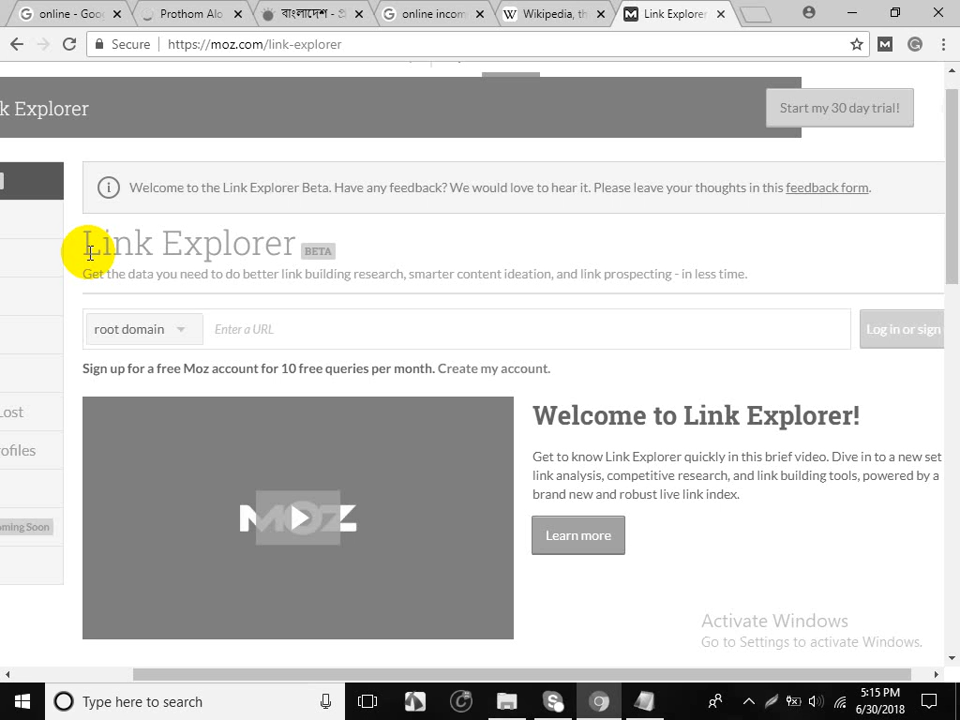 online - Goog
Prothom Alo
বাংলাদেশ -
online incom
Wikipedia, th
Link Explorer
Secure
https://moz.com/link-explorer
k Explorer
Start my 30 day trial!
Welcome to the Link Explorer Beta. Have any feedback? We would love to hear it. Please leave your thoughts in this feedback form.
Link Explorer BETA
Get the data you need to do better link building research, smarter content ideation, and link prospecting - in less time.
root domain
Enter a URL
Log in or sign
Sign up for a free Moz account for 10 free queries per month. Create my account.
Lost
ofiles
oming Soon
MOZ
Welcome to Link Explorer!
Get to know Link Explorer quickly in this brief video. Dive in to a new set
link analysis, competitive research, and link building tools, powered by a
brand new and robust live link index.
Learn more
Activate Windows
Go to Settings to activate Windows.
Type here to search
5:15 PM
6/30/2018